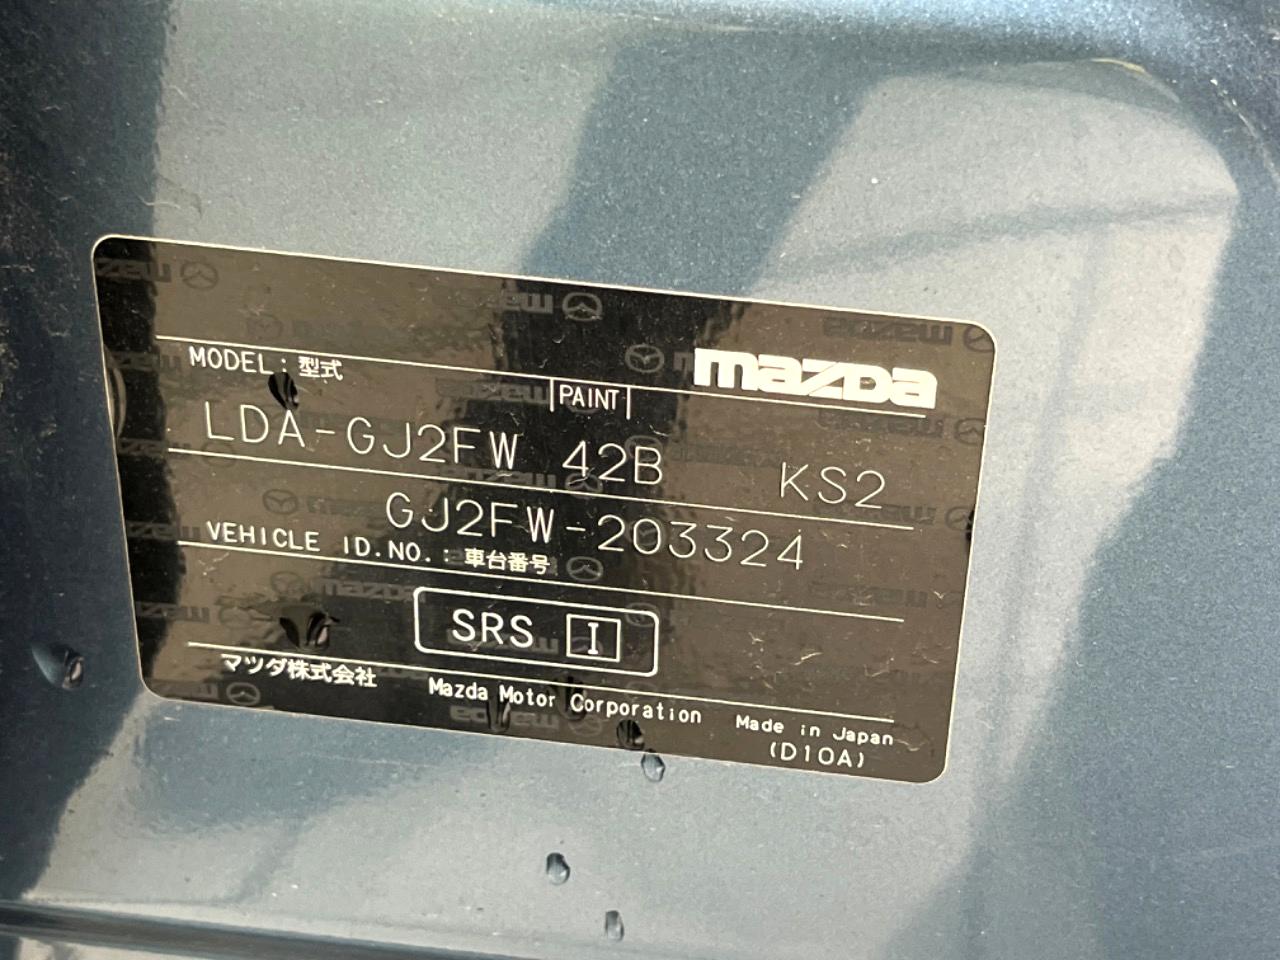 mazda
MODEL : 型式
PAINT
LDA-GJ2FW 42B KS2
GJ2FW-203324
VEHICLE ID.NO. : 車台番号
SRS I
マツダ株式会社 Mazda Motor Corporation Made in Japan
(D10A)